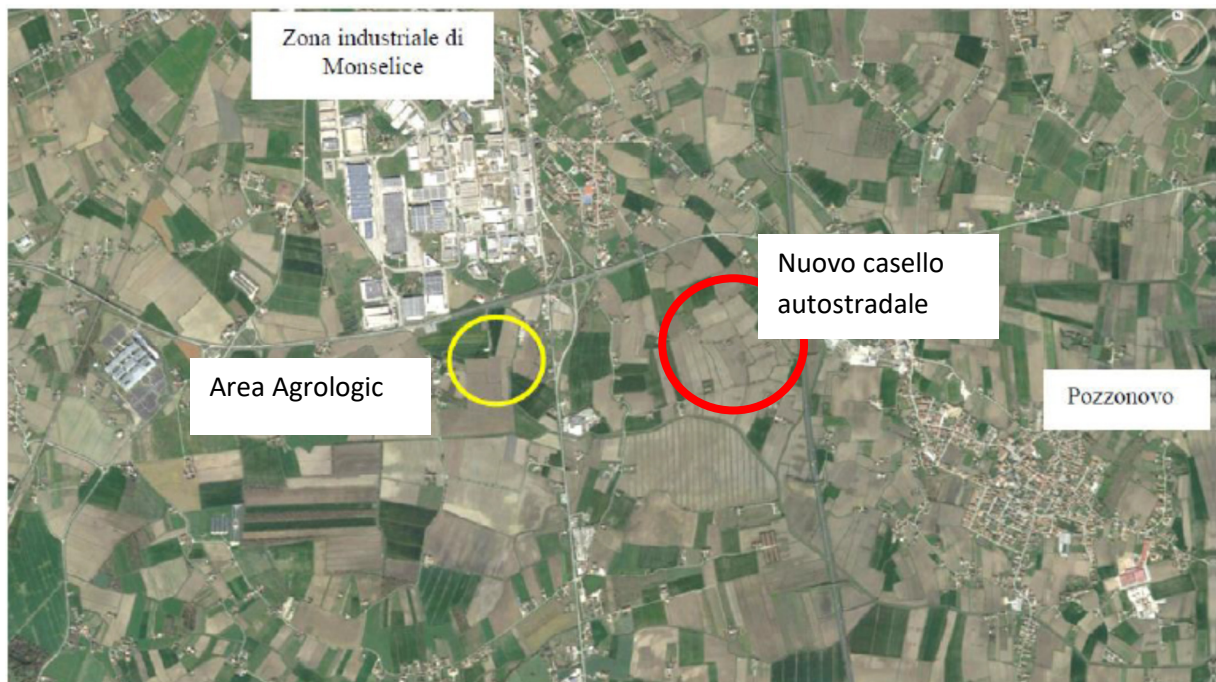 Zona industriale di
Monselice
Nuovo casello
autostradale
Area Agrologic
Pozzonovo